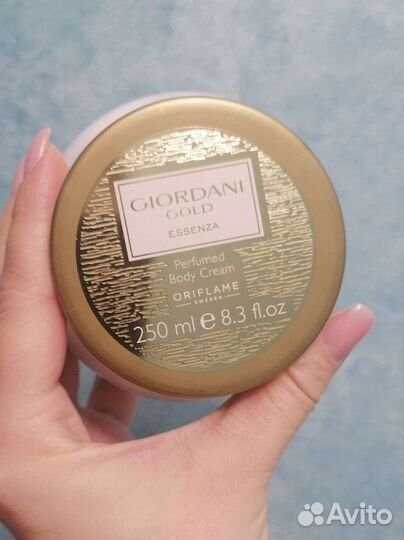 GIORDANI
GOLD
ESSENZA
Perfumed
Body Cream
ORIFLAME
SWEDEN
250 ml e 8.3 fl.oz
Avito